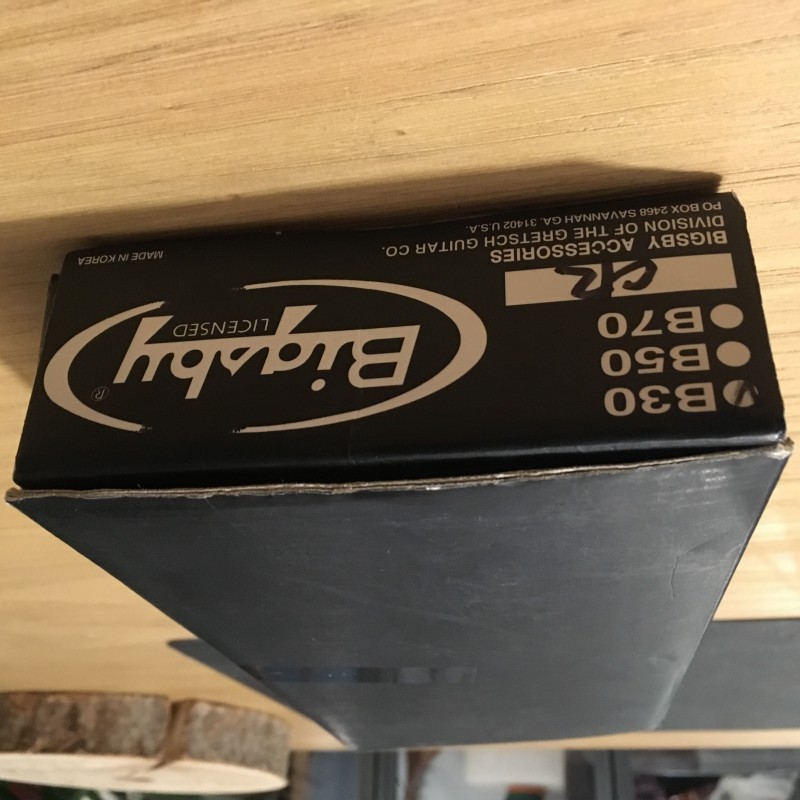 B30
B50
B70
CR
BIGSBY ACCESSORIES
DIVISION OF THE GRETSCH GUITAR CO.
PO BOX 2468 SAVANNAH GA. 31402 U.S.A.
Bigsby®
LICENSED
MADE IN KOREA